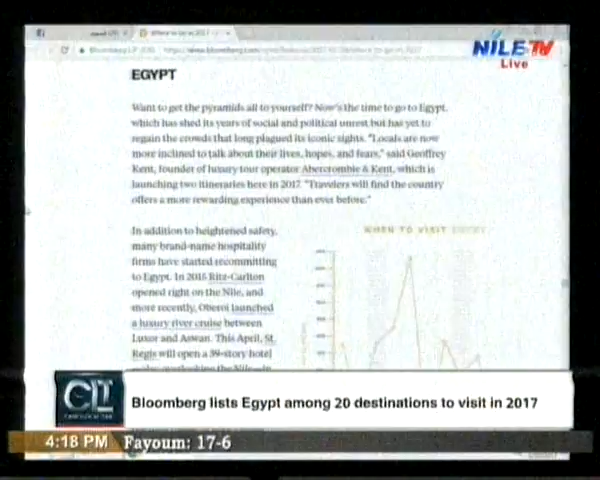 NILE TV
Live
EGYPT
Want to get the pyramids all to yourself? Now's the time to go to Egypt,
which has shed its years of social and political unrest but has yet to
regain the crowds that long plagued its iconic sights. "Locals are now
more inclined to talk about their lives, hopes, and fears," said Geoffrey
Kent, founder of luxury tour operator Abercrombie & Kent, which is
launching two itineraries here in 2017. "Travelers will find the country
offers a more rewarding experience than ever before."
In addition to heightened safety,
many brand-name hospitality
firms have started recommitting
to Egypt. In 2015 Ritz-Carlton
opened right on the Nile, and
more recently, Oberoi launched
a luxury river cruise between
Luxor and Aswan. This April, St.
Regis will open a 39-story hotel
WHEN TO VISIT
Bloomberg lists Egypt among 20 destinations to visit in 2017
4:18 PM Fayoum: 17-6